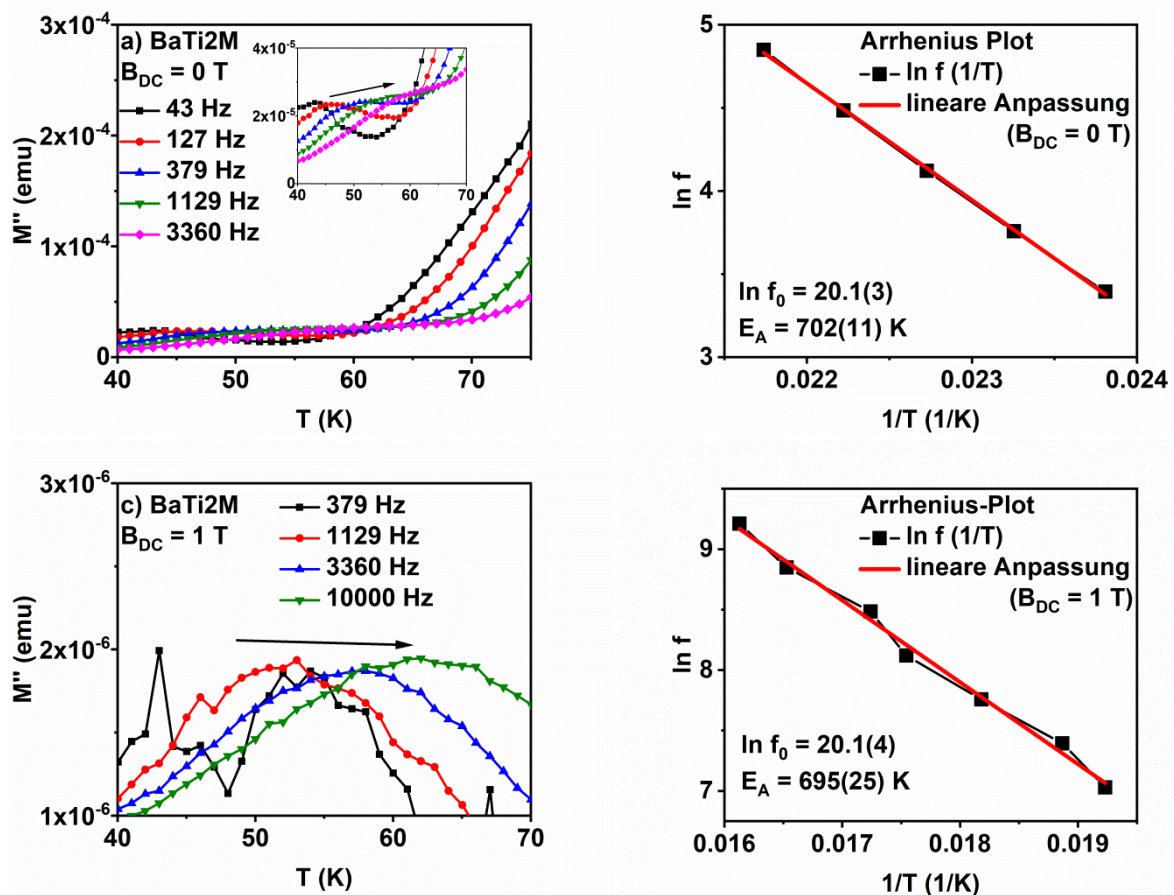 a) BaTi2M
B_DC = 0 T
43 Hz
127 Hz
379 Hz
1129 Hz
3360 Hz
M'' (emu)
3x10⁻⁴
2x10⁻⁴
1x10⁻⁴
0
40 50 60 70
T (K)
4x10⁻⁵
2x10⁻⁵
0
40 50 60 70
Arrhenius Plot
ln f (1/T)
lineare Anpassung
(B_DC = 0 T)
ln f₀ = 20.1(3)
E_A = 702(11) K
ln f
5
4
3
0.022 0.023 0.024
1/T (1/K)
c) BaTi2M
B_DC = 1 T
379 Hz
1129 Hz
3360 Hz
10000 Hz
M'' (emu)
3x10⁻⁶
2x10⁻⁶
1x10⁻⁶
40 50 60 70
T (K)
Arrhenius-Plot
ln f (1/T)
lineare Anpassung
(B_DC = 1 T)
ln f₀ = 20.1(4)
E_A = 695(25) K
ln f
9
8
7
0.016 0.017 0.018 0.019
1/T (1/K)